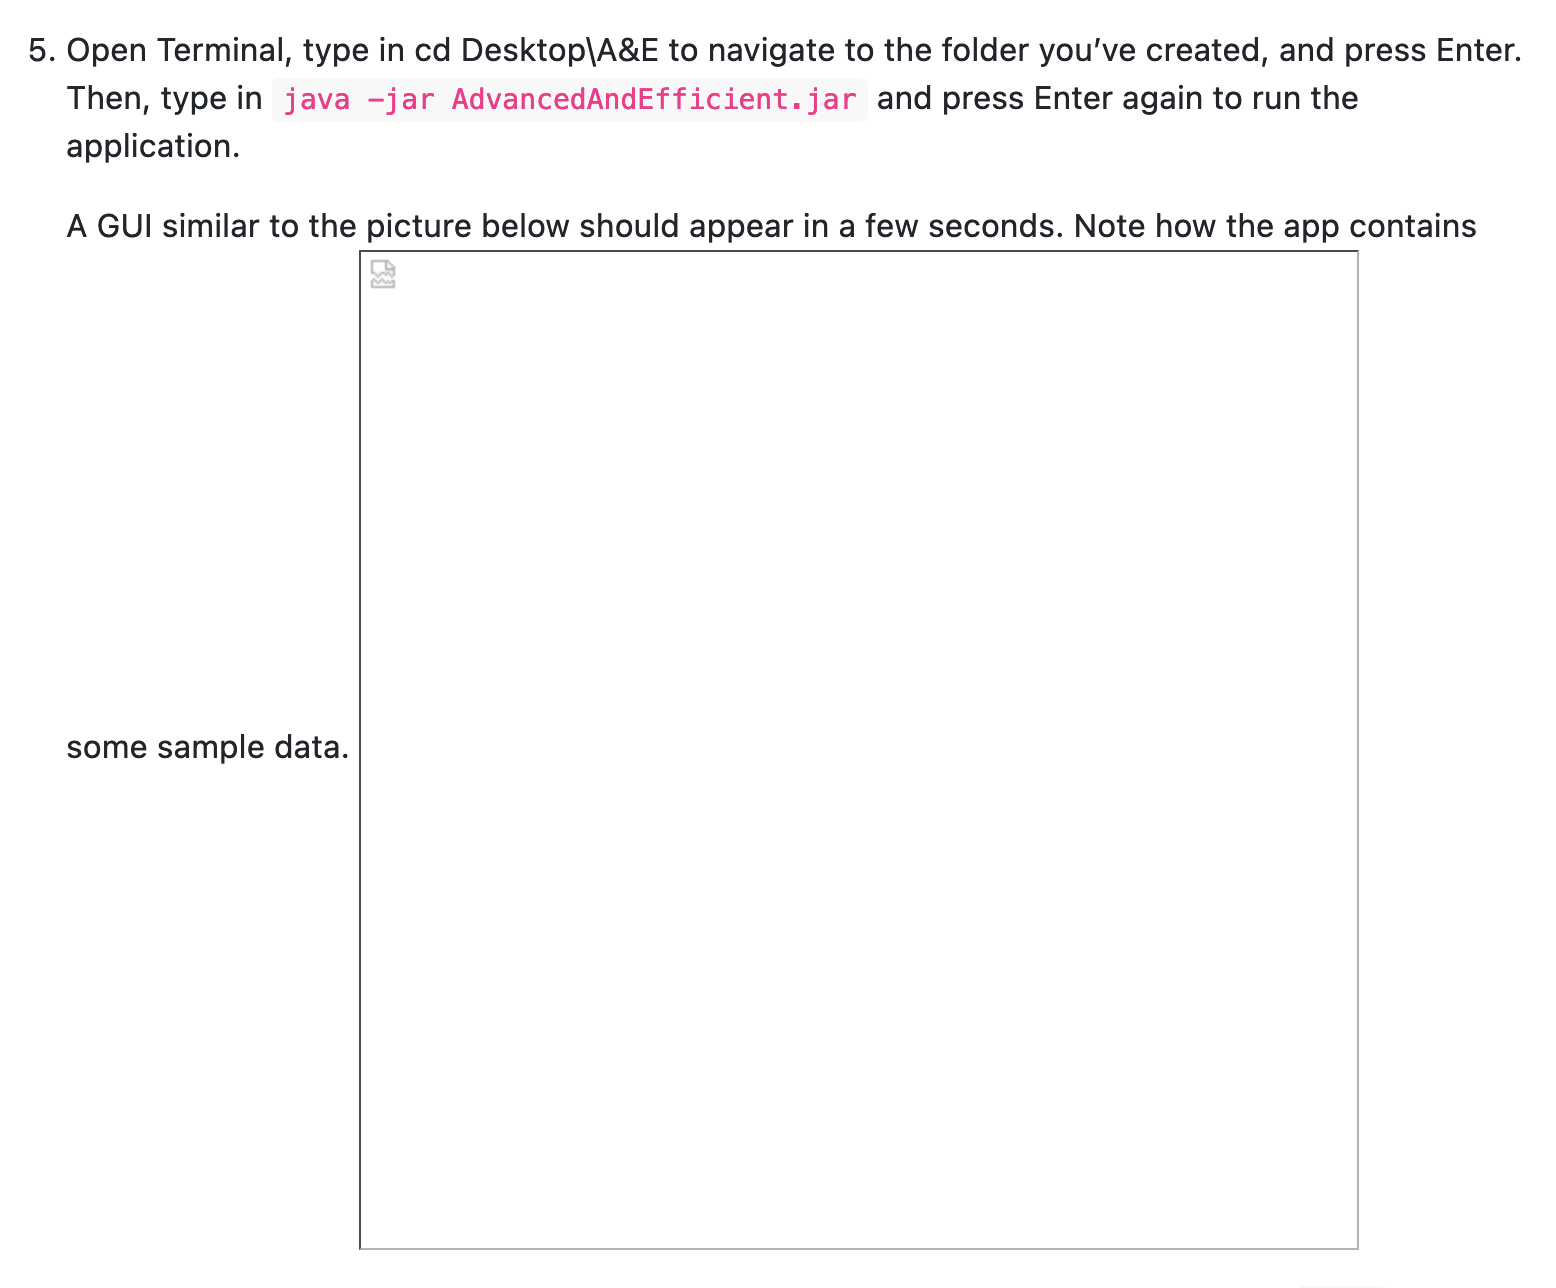 5. Open Terminal, type in cd Desktop\A&E to navigate to the folder you’ve created, and press Enter.
Then, type in java -jar AdvancedAndEfficient.jar and press Enter again to run the
application.
A GUI similar to the picture below should appear in a few seconds. Note how the app contains
some sample data.